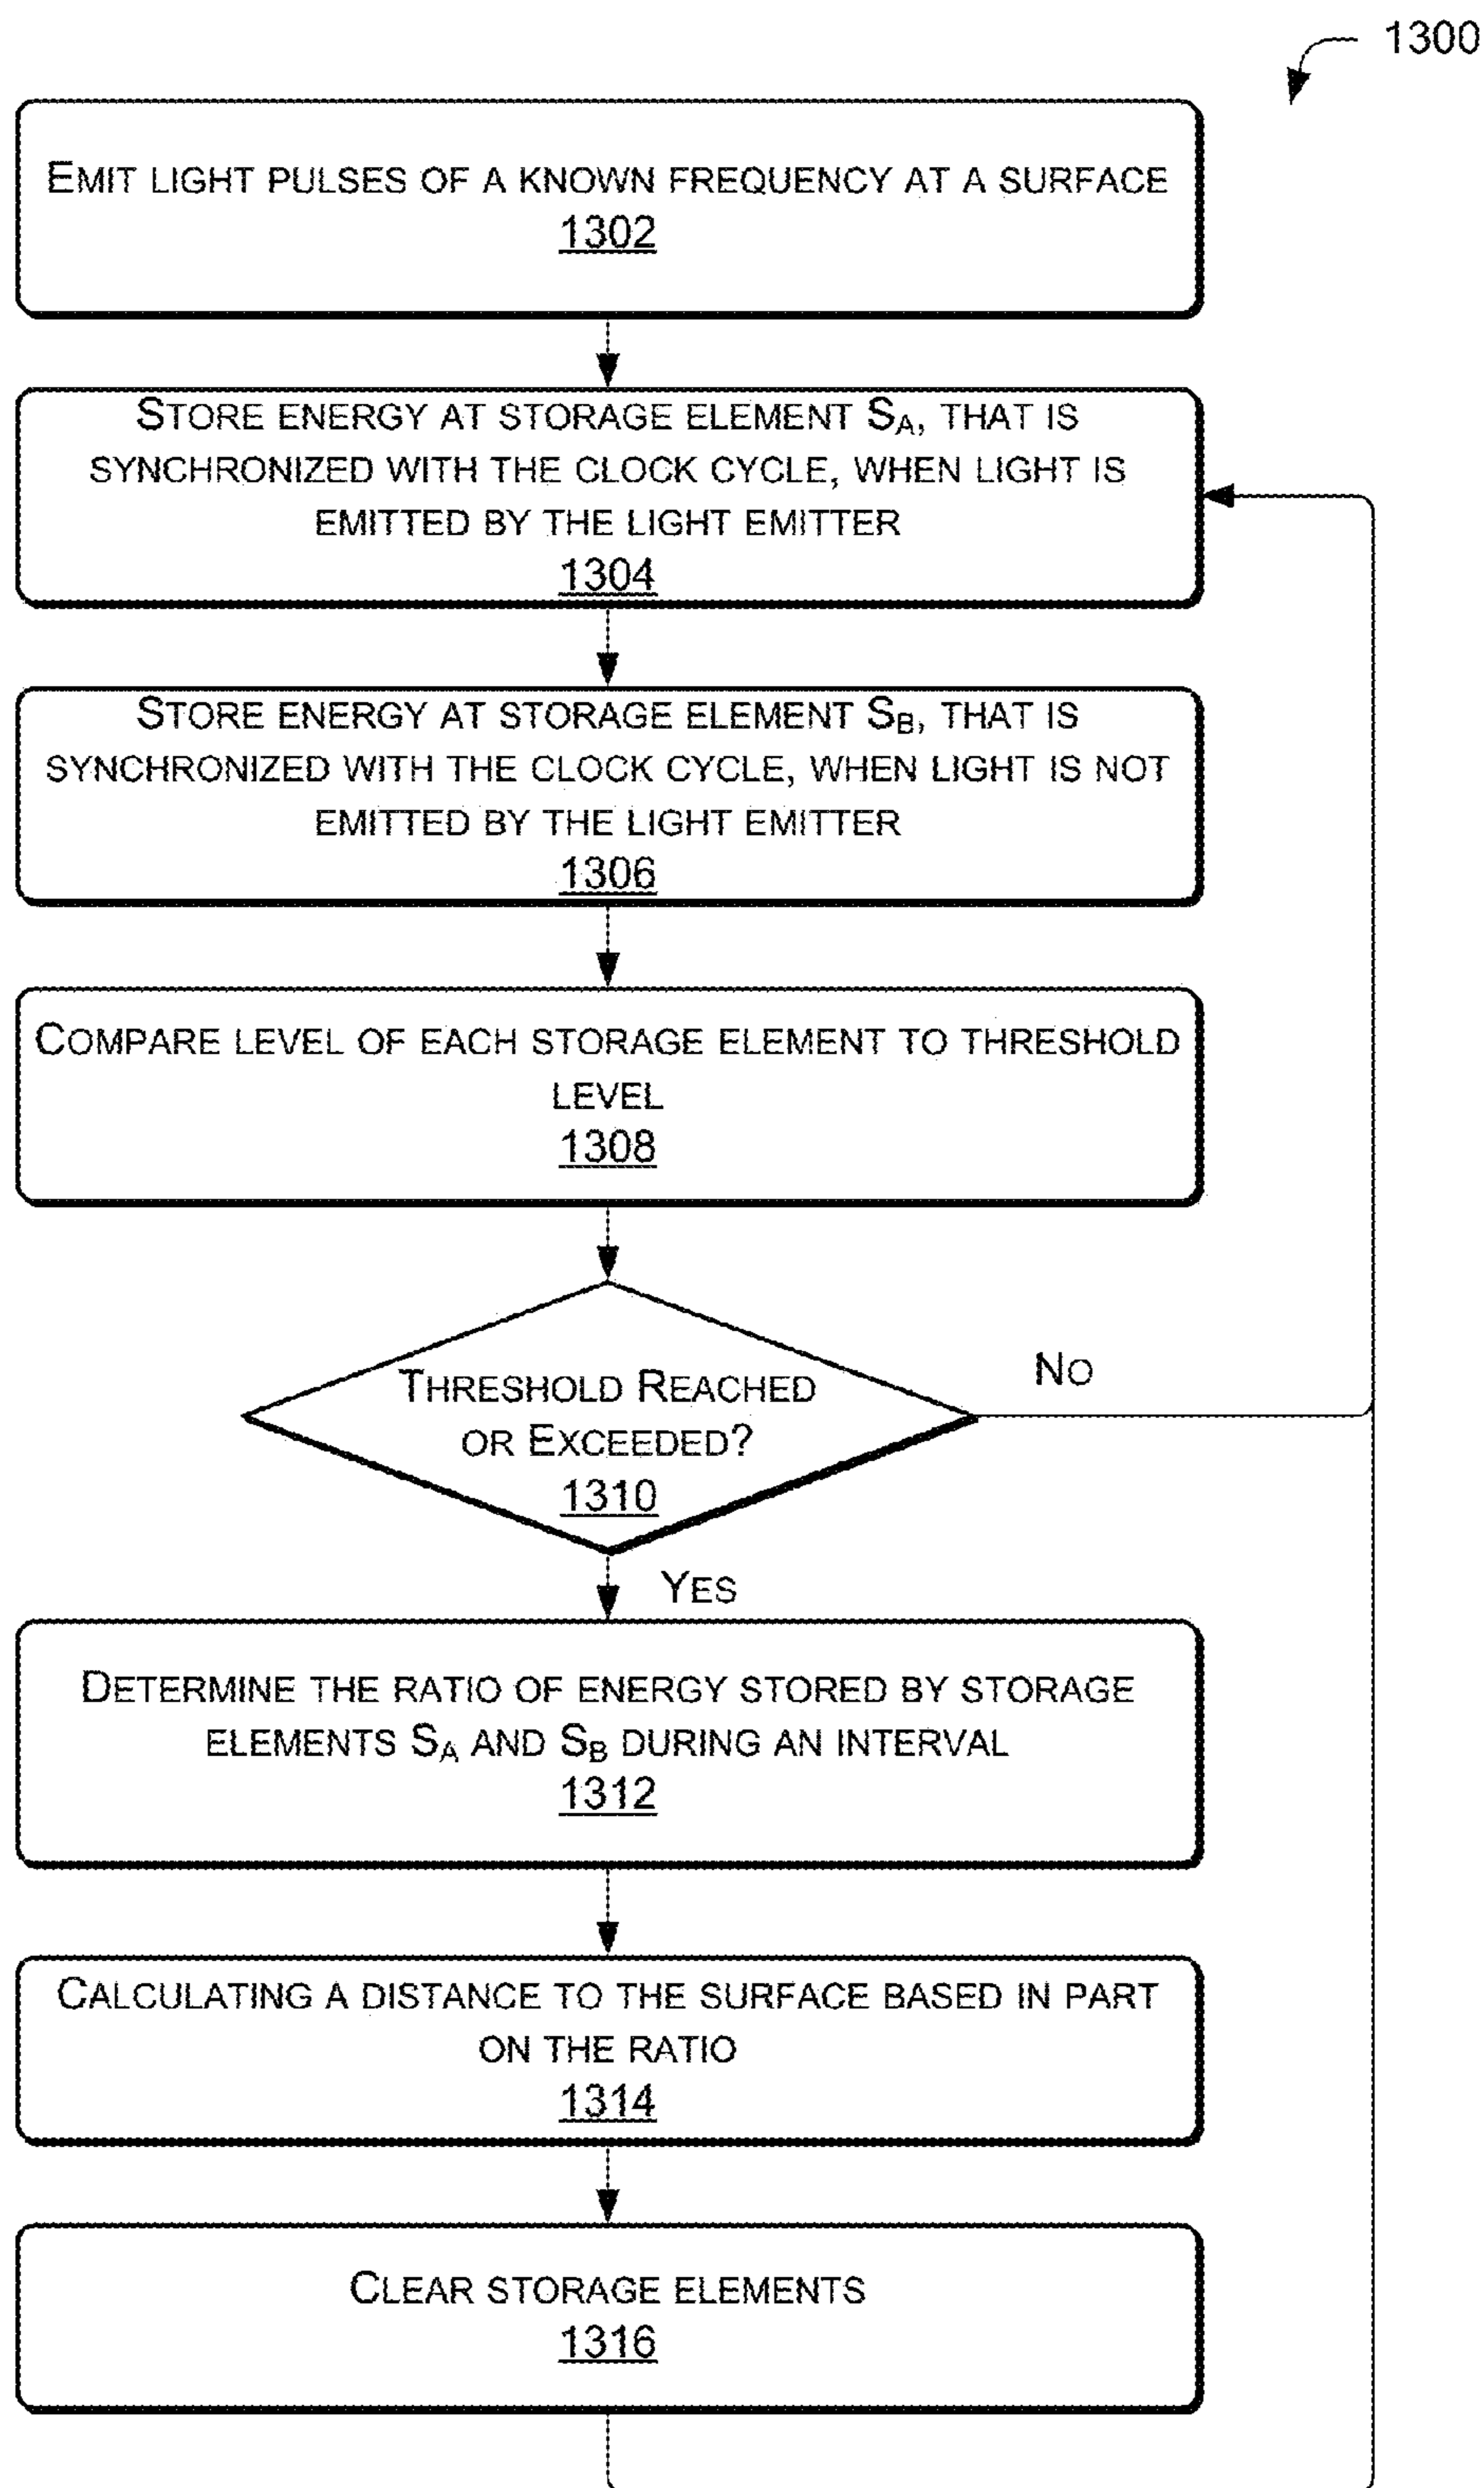 1300
EMIT LIGHT PULSES OF A KNOWN FREQUENCY AT A SURFACE
1302
STORE ENERGY AT STORAGE ELEMENT SA, THAT IS
SYNCHRONIZED WITH THE CLOCK CYCLE, WHEN LIGHT IS
EMITTED BY THE LIGHT EMITTER
1304
STORE ENERGY AT STORAGE ELEMENT SB, THAT IS
SYNCHRONIZED WITH THE CLOCK CYCLE, WHEN LIGHT IS NOT
EMITTED BY THE LIGHT EMITTER
1306
COMPARE LEVEL OF EACH STORAGE ELEMENT TO THRESHOLD
LEVEL
1308
THRESHOLD REACHED
OR EXCEEDED?
1310
NO
YES
DETERMINE THE RATIO OF ENERGY STORED BY STORAGE
ELEMENTS SA AND SB DURING AN INTERVAL
1312
CALCULATING A DISTANCE TO THE SURFACE BASED IN PART
ON THE RATIO
1314
CLEAR STORAGE ELEMENTS
1316